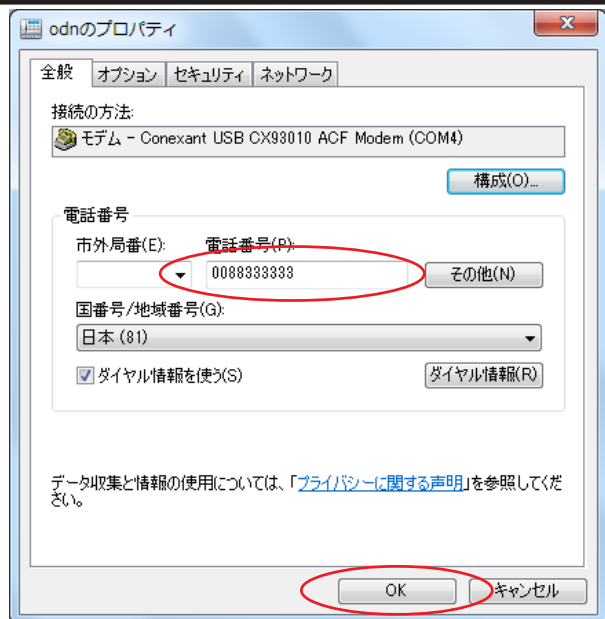 odnのプロパティ
全般 オプション セキュリティ ネットワーク
接続の方法:
モデム - Conexant USB CX93010 ACF Modem (COM4)
構成(O)...
電話番号
市外局番(E): 電話番号(P):
0088333333 その他(N)
国番号/地域番号(G):
日本 (81)
ダイヤル情報を使う(S) ダイヤル情報(R)
データ収集と情報の使用については、「プライバシーに関する声明」を参照してくだ
さい。
OK キャンセル